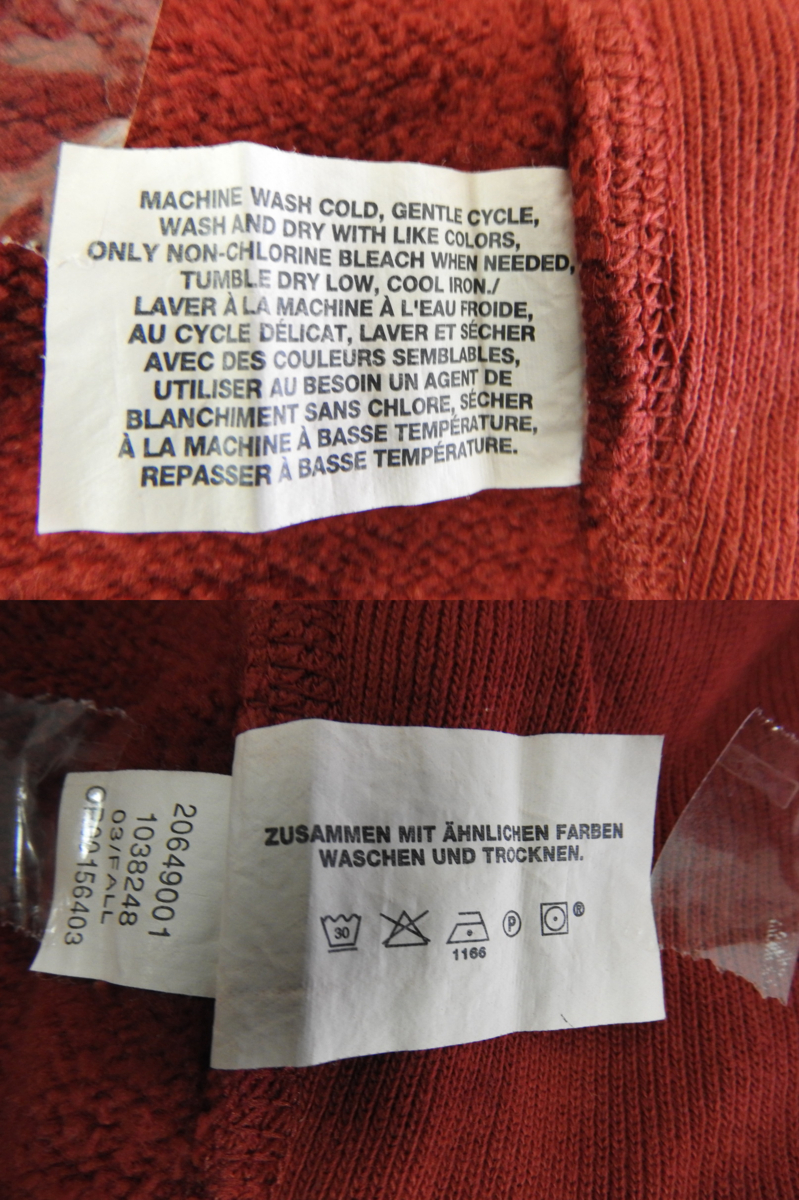 MACHINE WASH COLD, GENTLE CYCLE,
WASH AND DRY WITH LIKE COLORS,
ONLY NON-CHLORINE BLEACH WHEN NEEDED,
TUMBLE DRY LOW, COOL IRON./
LAVER À LA MACHINE À L'EAU FROIDE,
AU CYCLE DÉLICAT, LAVER ET SÉCHER
AVEC DES COULEURS SEMBLABLES,
UTILISER AU BESOIN UN AGENT DE
BLANCHIMENT SANS CHLORE, SÉCHER
À LA MACHINE À BASSE TEMPÉRATURE,
REPASSER À BASSE TEMPÉRATURE.
20649001
1038248
03/FALL
ZUSAMMEN MIT ÄHNLICHEN FARBEN
WASCHEN UND TROCKNEN.
30 P ®
1166